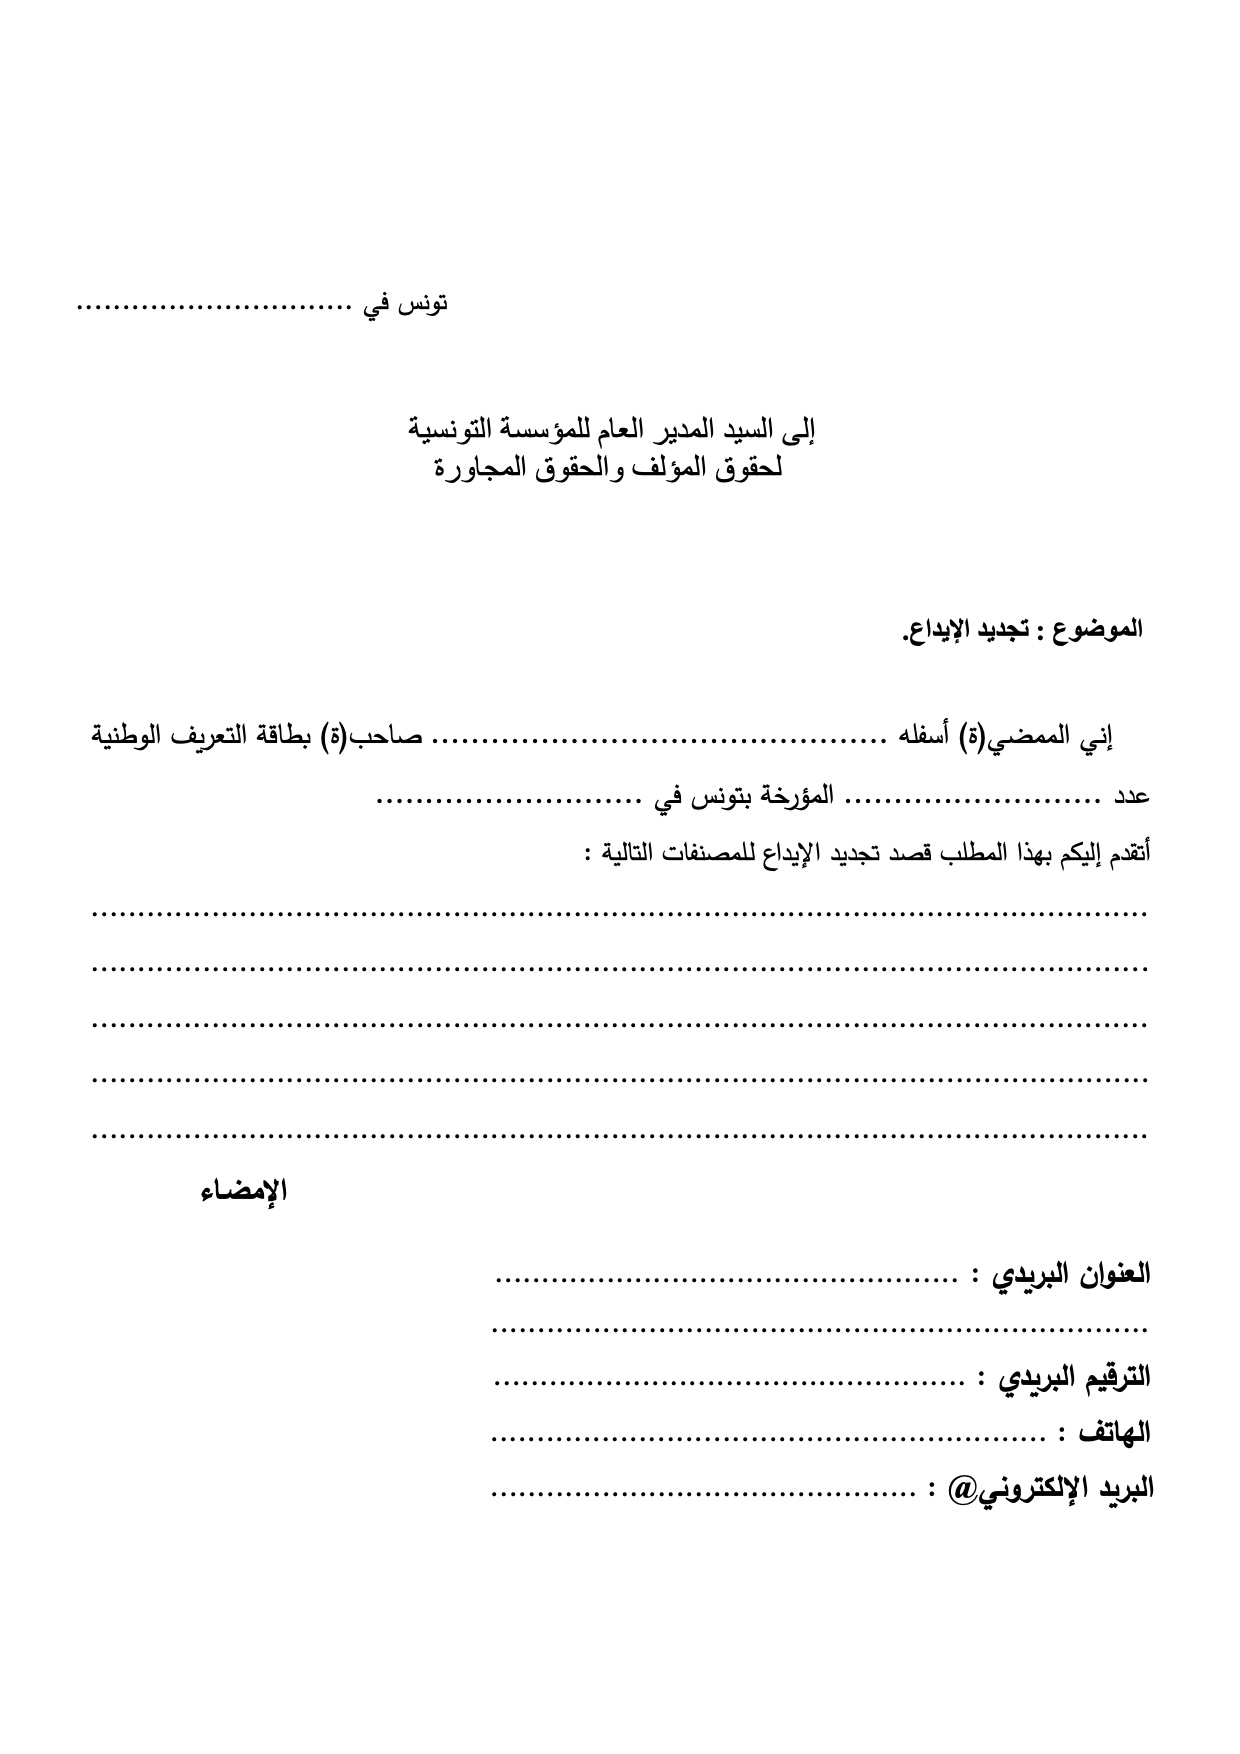 تونس في ..............................
إلى السيد المدير العام للمؤسسة التونسية
لحقوق المؤلف والحقوق المجاورة
الموضوع : تجديد الإيداع.
إني الممضي(ة) أسفله .............................................. صاحب(ة) بطاقة التعريف الوطنية
عدد .......................... المؤرخة بتونس في ...........................
أتقدم إليكم بهذا المطلب قصد تجديد الإيداع للمصنفات التالية :
..................................................................................................................
..................................................................................................................
..................................................................................................................
..................................................................................................................
..................................................................................................................
الإمضاء
العنوان البريدي : ..................................................
.......................................................................
الترقيم البريدي : ...................................................
الهاتف : ............................................................
البريد الإلكتروني@ : ..............................................